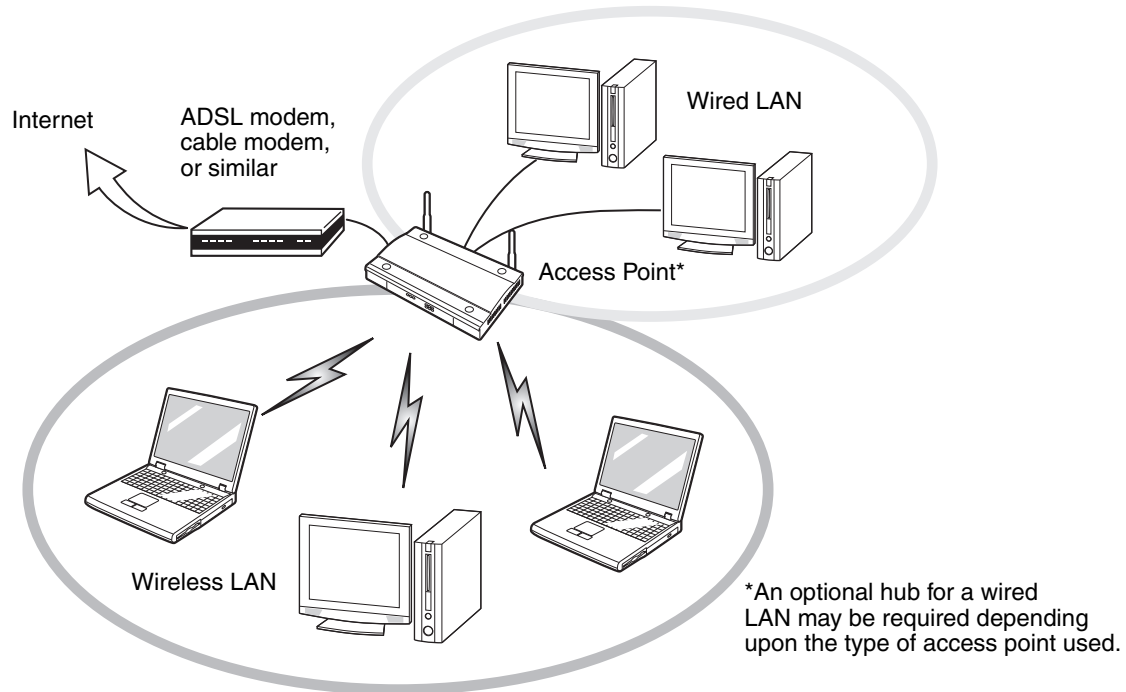 Internet
ADSL modem,
cable modem,
or similar
Wired LAN
Access Point*
Wireless LAN
*An optional hub for a wired
LAN may be required depending
upon the type of access point used.